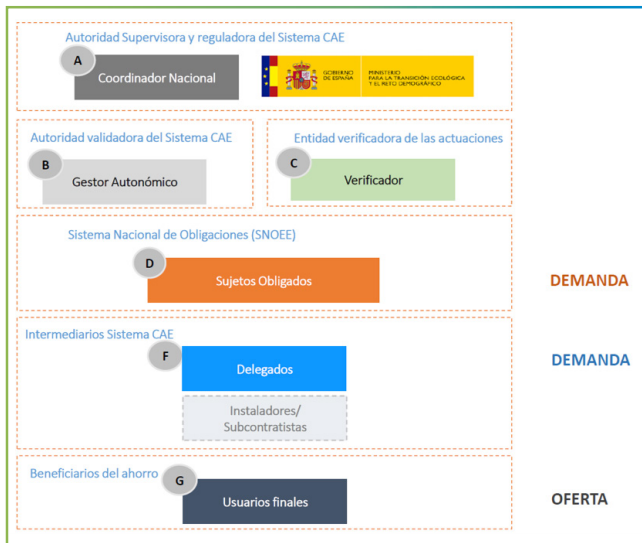 Autoridad Supervisora y reguladora del Sistema CAE
A
Coordinador Nacional
GOBIERNO
DE ESPAÑA
MINISTERIO
PARA LA TRANSICIÓN ECOLÓGICA
Y EL RETO DEMOGRÁFICO
Autoridad validadora del Sistema CAE
B
Gestor Autonómico
Entidad verificadora de las actuaciones
C
Verificador
Sistema Nacional de Obligaciones (SNOEE)
D
Sujetos Obligados
DEMANDA
Intermediarios Sistema CAE
F
Delegados
DEMANDA
Instaladores/
Subcontratistas
Beneficiarios del ahorro
G
Usuarios finales
OFERTA